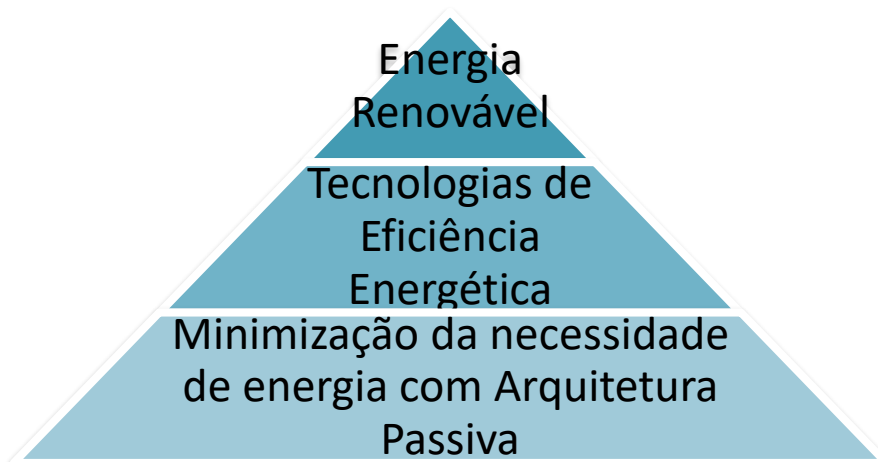 Energia
Renovável
Tecnologias de
Eficiência
Energética
Minimização da necessidade
de energia com Arquitetura
Passiva